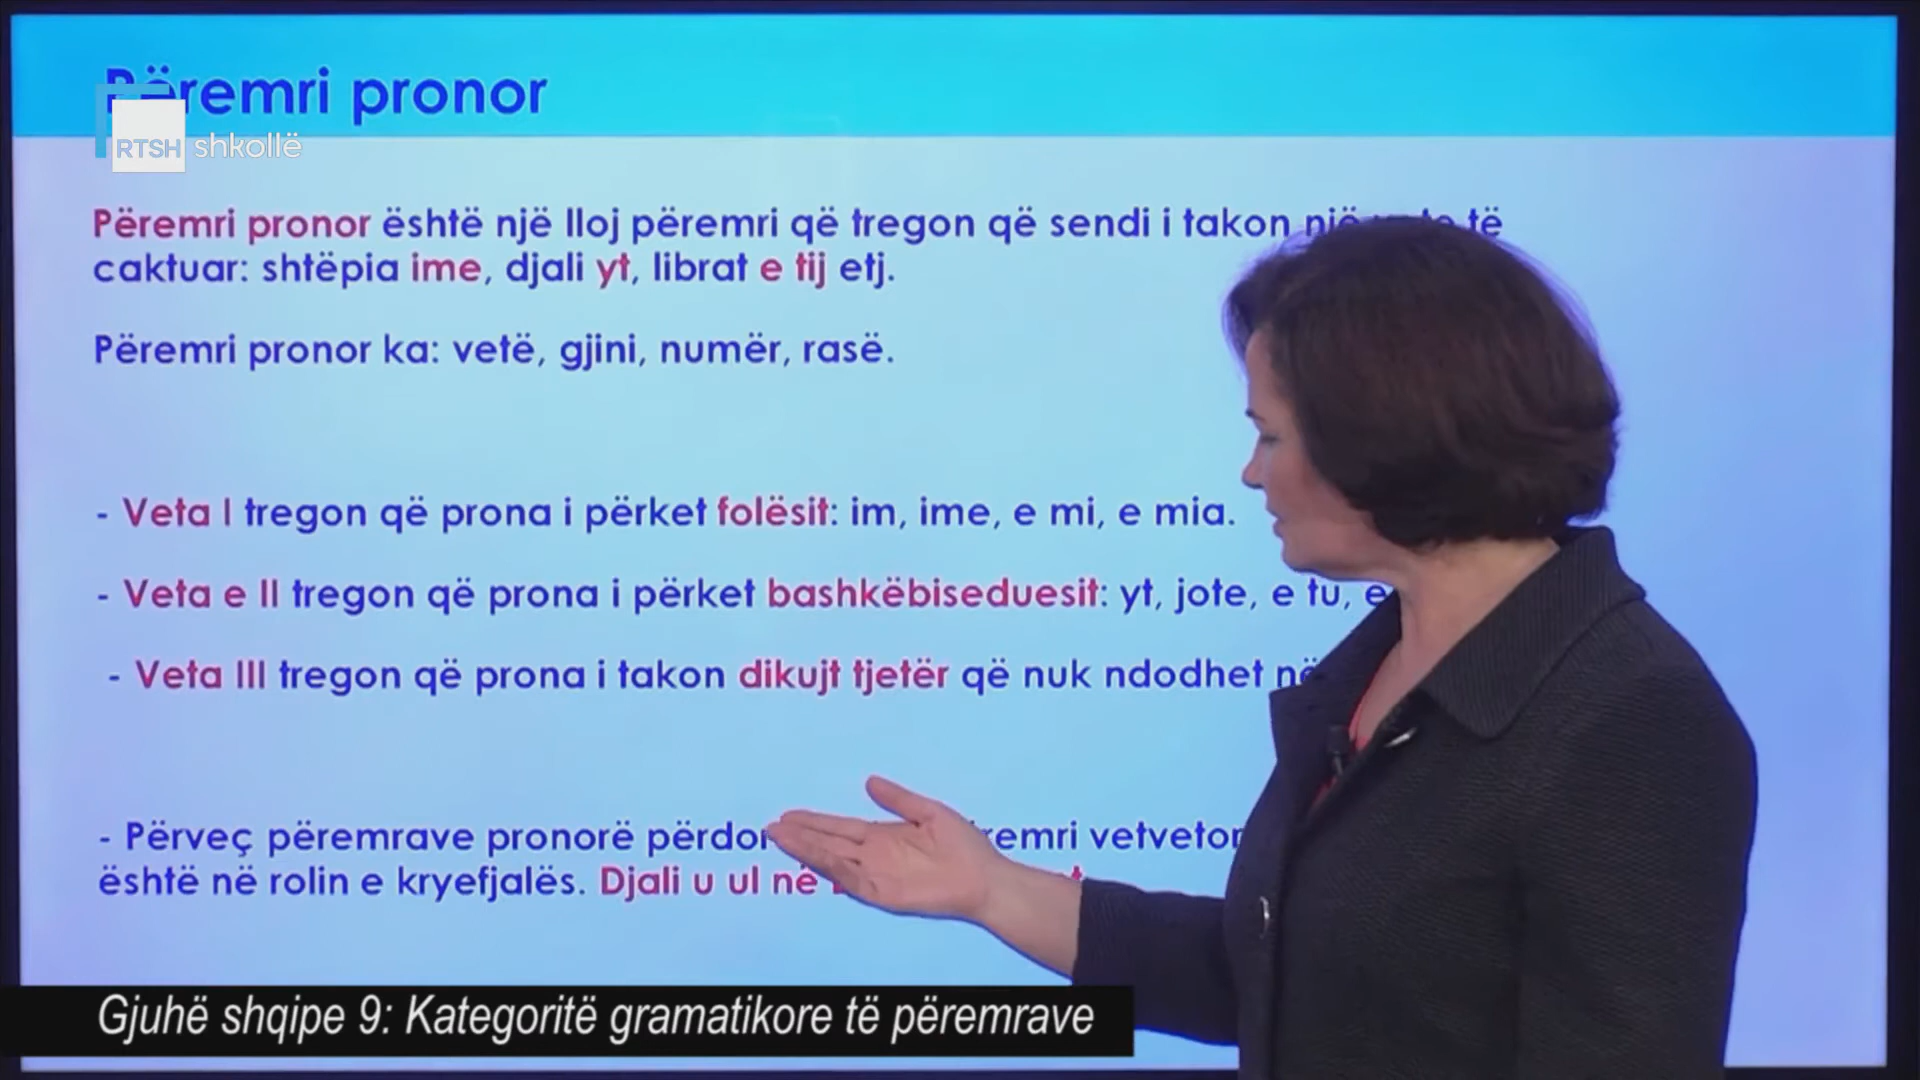 Përemri pronor
RTSH shkollë
Përemri pronor është një lloj përemri që tregon që sendi i takon një të
caktuar: shtëpia ime, djali yt, librat e tij etj.
Përemri pronor ka: vetë, gjini, numër, rasë.
- Veta I tregon që prona i përket folësit: im, ime, e mi, e mia.
- Veta e II tregon që prona i përket bashkëbiseduesit: yt, jote, e tu, e
- Veta III tregon që prona i takon dikujt tjetër që nuk ndodhet në
- Përveç përemrave pronorë vetvetor
është në rolin e kryefjalës. Djali u ul në
Gjuhë shqipe 9: Kategoritë gramatikore të përemrave